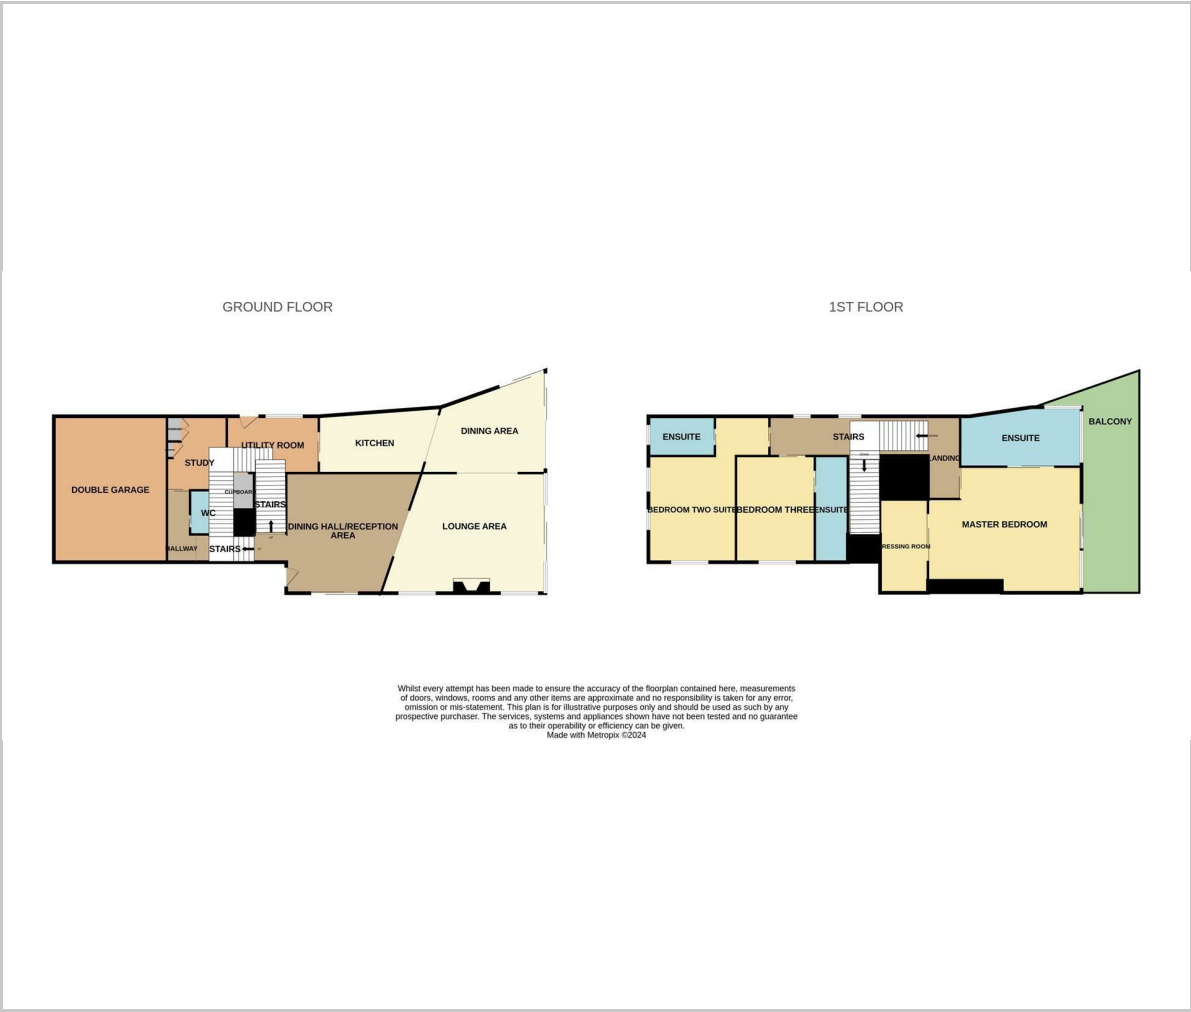 GROUND FLOOR
DOUBLE GARAGE
STUDY
UTILITY ROOM
KITCHEN
DINING AREA
CUPBOARD
WC
STAIRS
HALLWAY
STAIRS
UP
UP
DINING HALL/RECEPTION
AREA
LOUNGE AREA
1ST FLOOR
ENSUITE
STAIRS
LANDING
ENSUITE
BALCONY
BEDROOM TWO SUITE
BEDROOM THREE
ENSUITE
MASTER BEDROOM
RESSING ROOM
Whilst every attempt has been made to ensure the accuracy of the floorplan contained here, measurements
of doors, windows, rooms and any other items are approximate and no responsibility is taken for any error,
omission or mis-statement. This plan is for illustrative purposes only and should be used as such by any
prospective purchaser. The services, systems and appliances shown have not been tested and no guarantee
as to their operability or efficiency can be given.
Made with Metropix ©2024